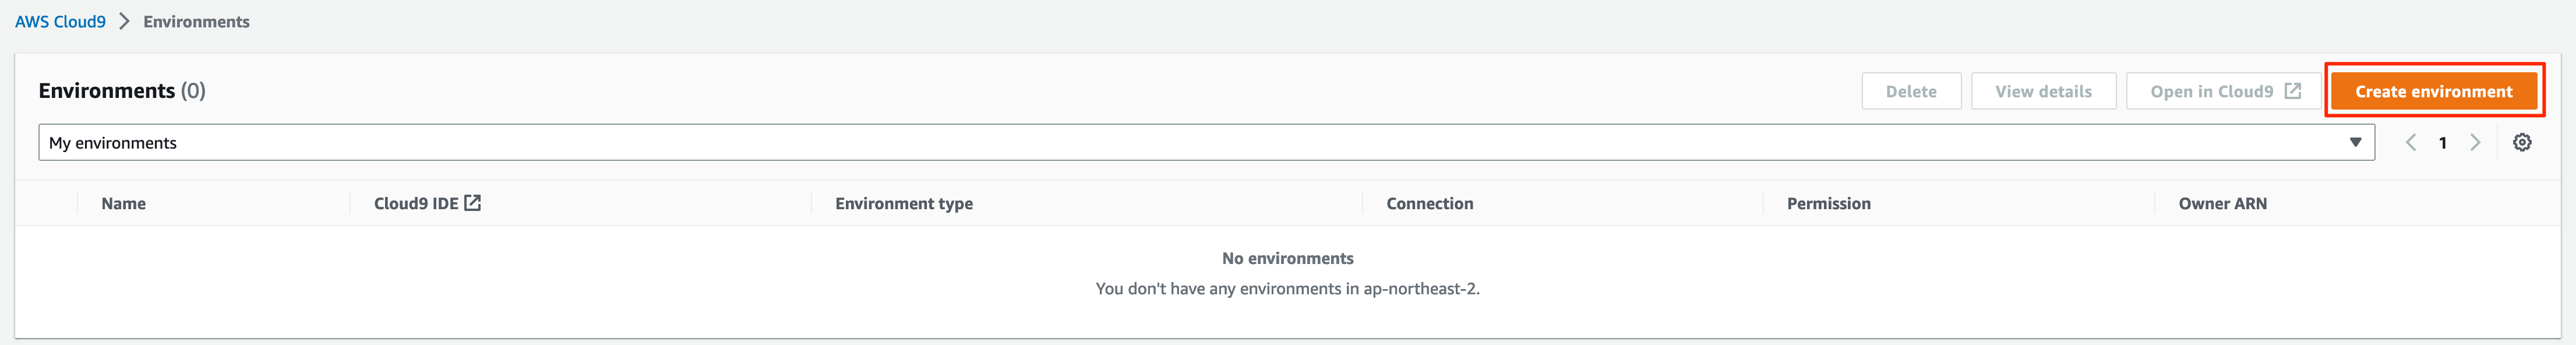 AWS Cloud9 > Environments
Environments (0)
Delete
View details
Open in Cloud9
Create environment
My environments
1
Name
Cloud9 IDE
Environment type
Connection
Permission
Owner ARN
No environments
You don't have any environments in ap-northeast-2.